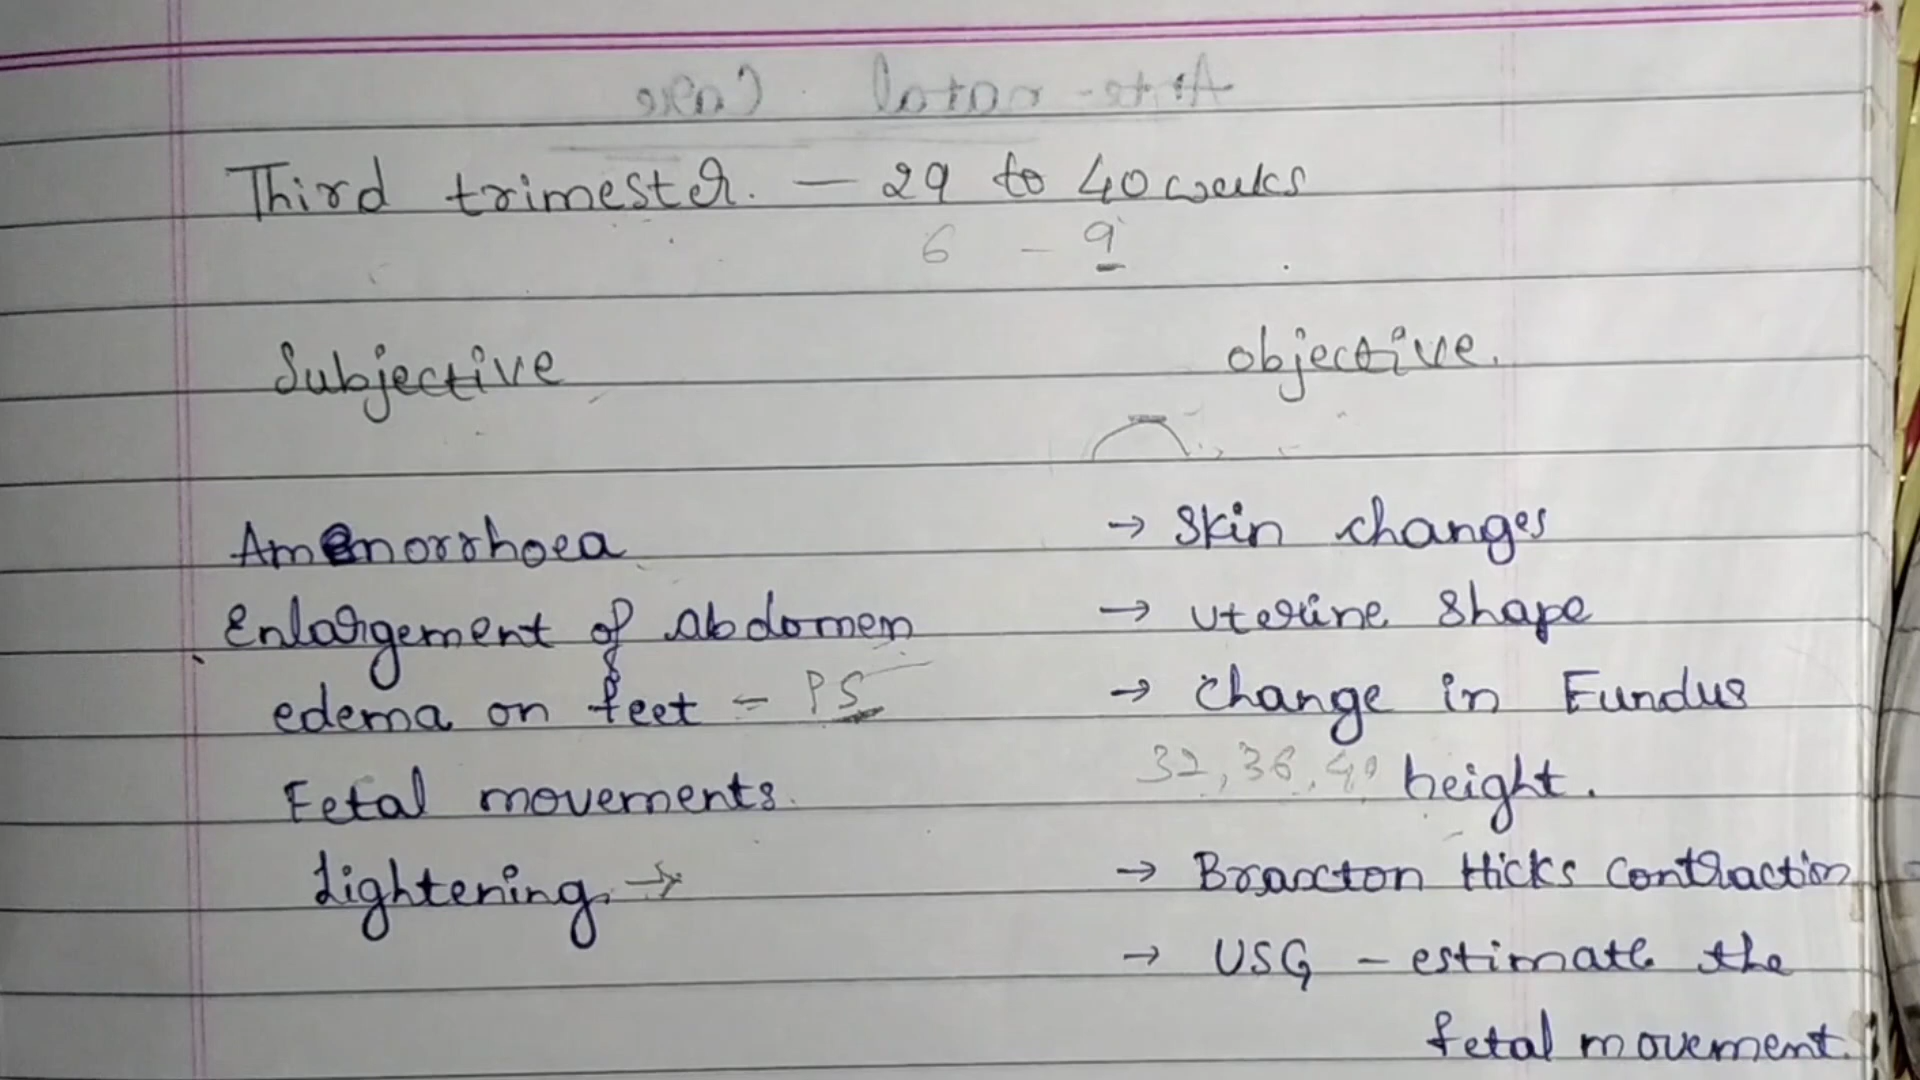 Third trimester. — 29 to 40 weeks
6 - 9
Subjective
objective.
Amenorrhoea
Enlargement of abdomen
edema on feet - PS
Fetal movements.
Lightening. →
→ Skin changes
→ Uterine Shape
→ Change in Fundus
32, 36, 40 height.
→ Braxton Hicks Contraction
→ USG - estimate the
fetal movement.